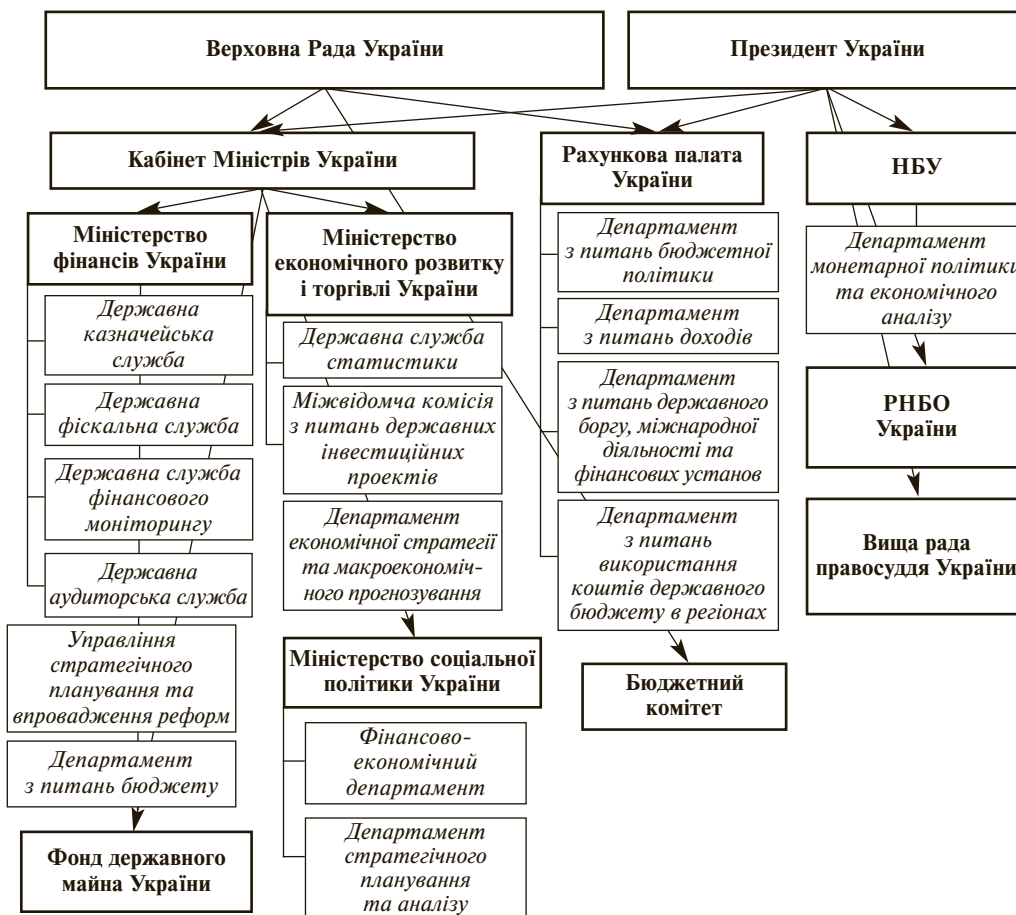 Верховна Рада України
Президент України
Кабінет Міністрів України
Рахункова палата
України
НБУ
Міністерство
фінансів України
Державна
казначейська
служба
Державна
фіскальна служба
Державна служба
фінансового
моніторингу
Державна
аудиторська служба
Управління
стратегічного
планування та
впровадження реформ
Департамент
з питань бюджету
Фонд державного
майна України
Міністерство
економічного розвитку
і торгівлі України
Державна служба
статистики
Міжвідомча комісія
з питань державних
інвестиційних
проектів
Департамент
економічної стратегії
та макроекономіч-
ного прогнозування
Міністерство соціальної
політики України
Фінансово-
економічний
департамент
Департамент
стратегічного
планування
та аналізу
Департамент
з питань бюджетної
політики
Департамент
з питань доходів
Департамент
з питань державного
боргу, міжнародної
діяльності та
фінансових установ
Департамент
з питань
використання
коштів державного
бюджету в регіонах
Бюджетний
комітет
Департамент
монетарної політики
та економічного
аналізу
РНБО
України
Вища рада
правосуддя України